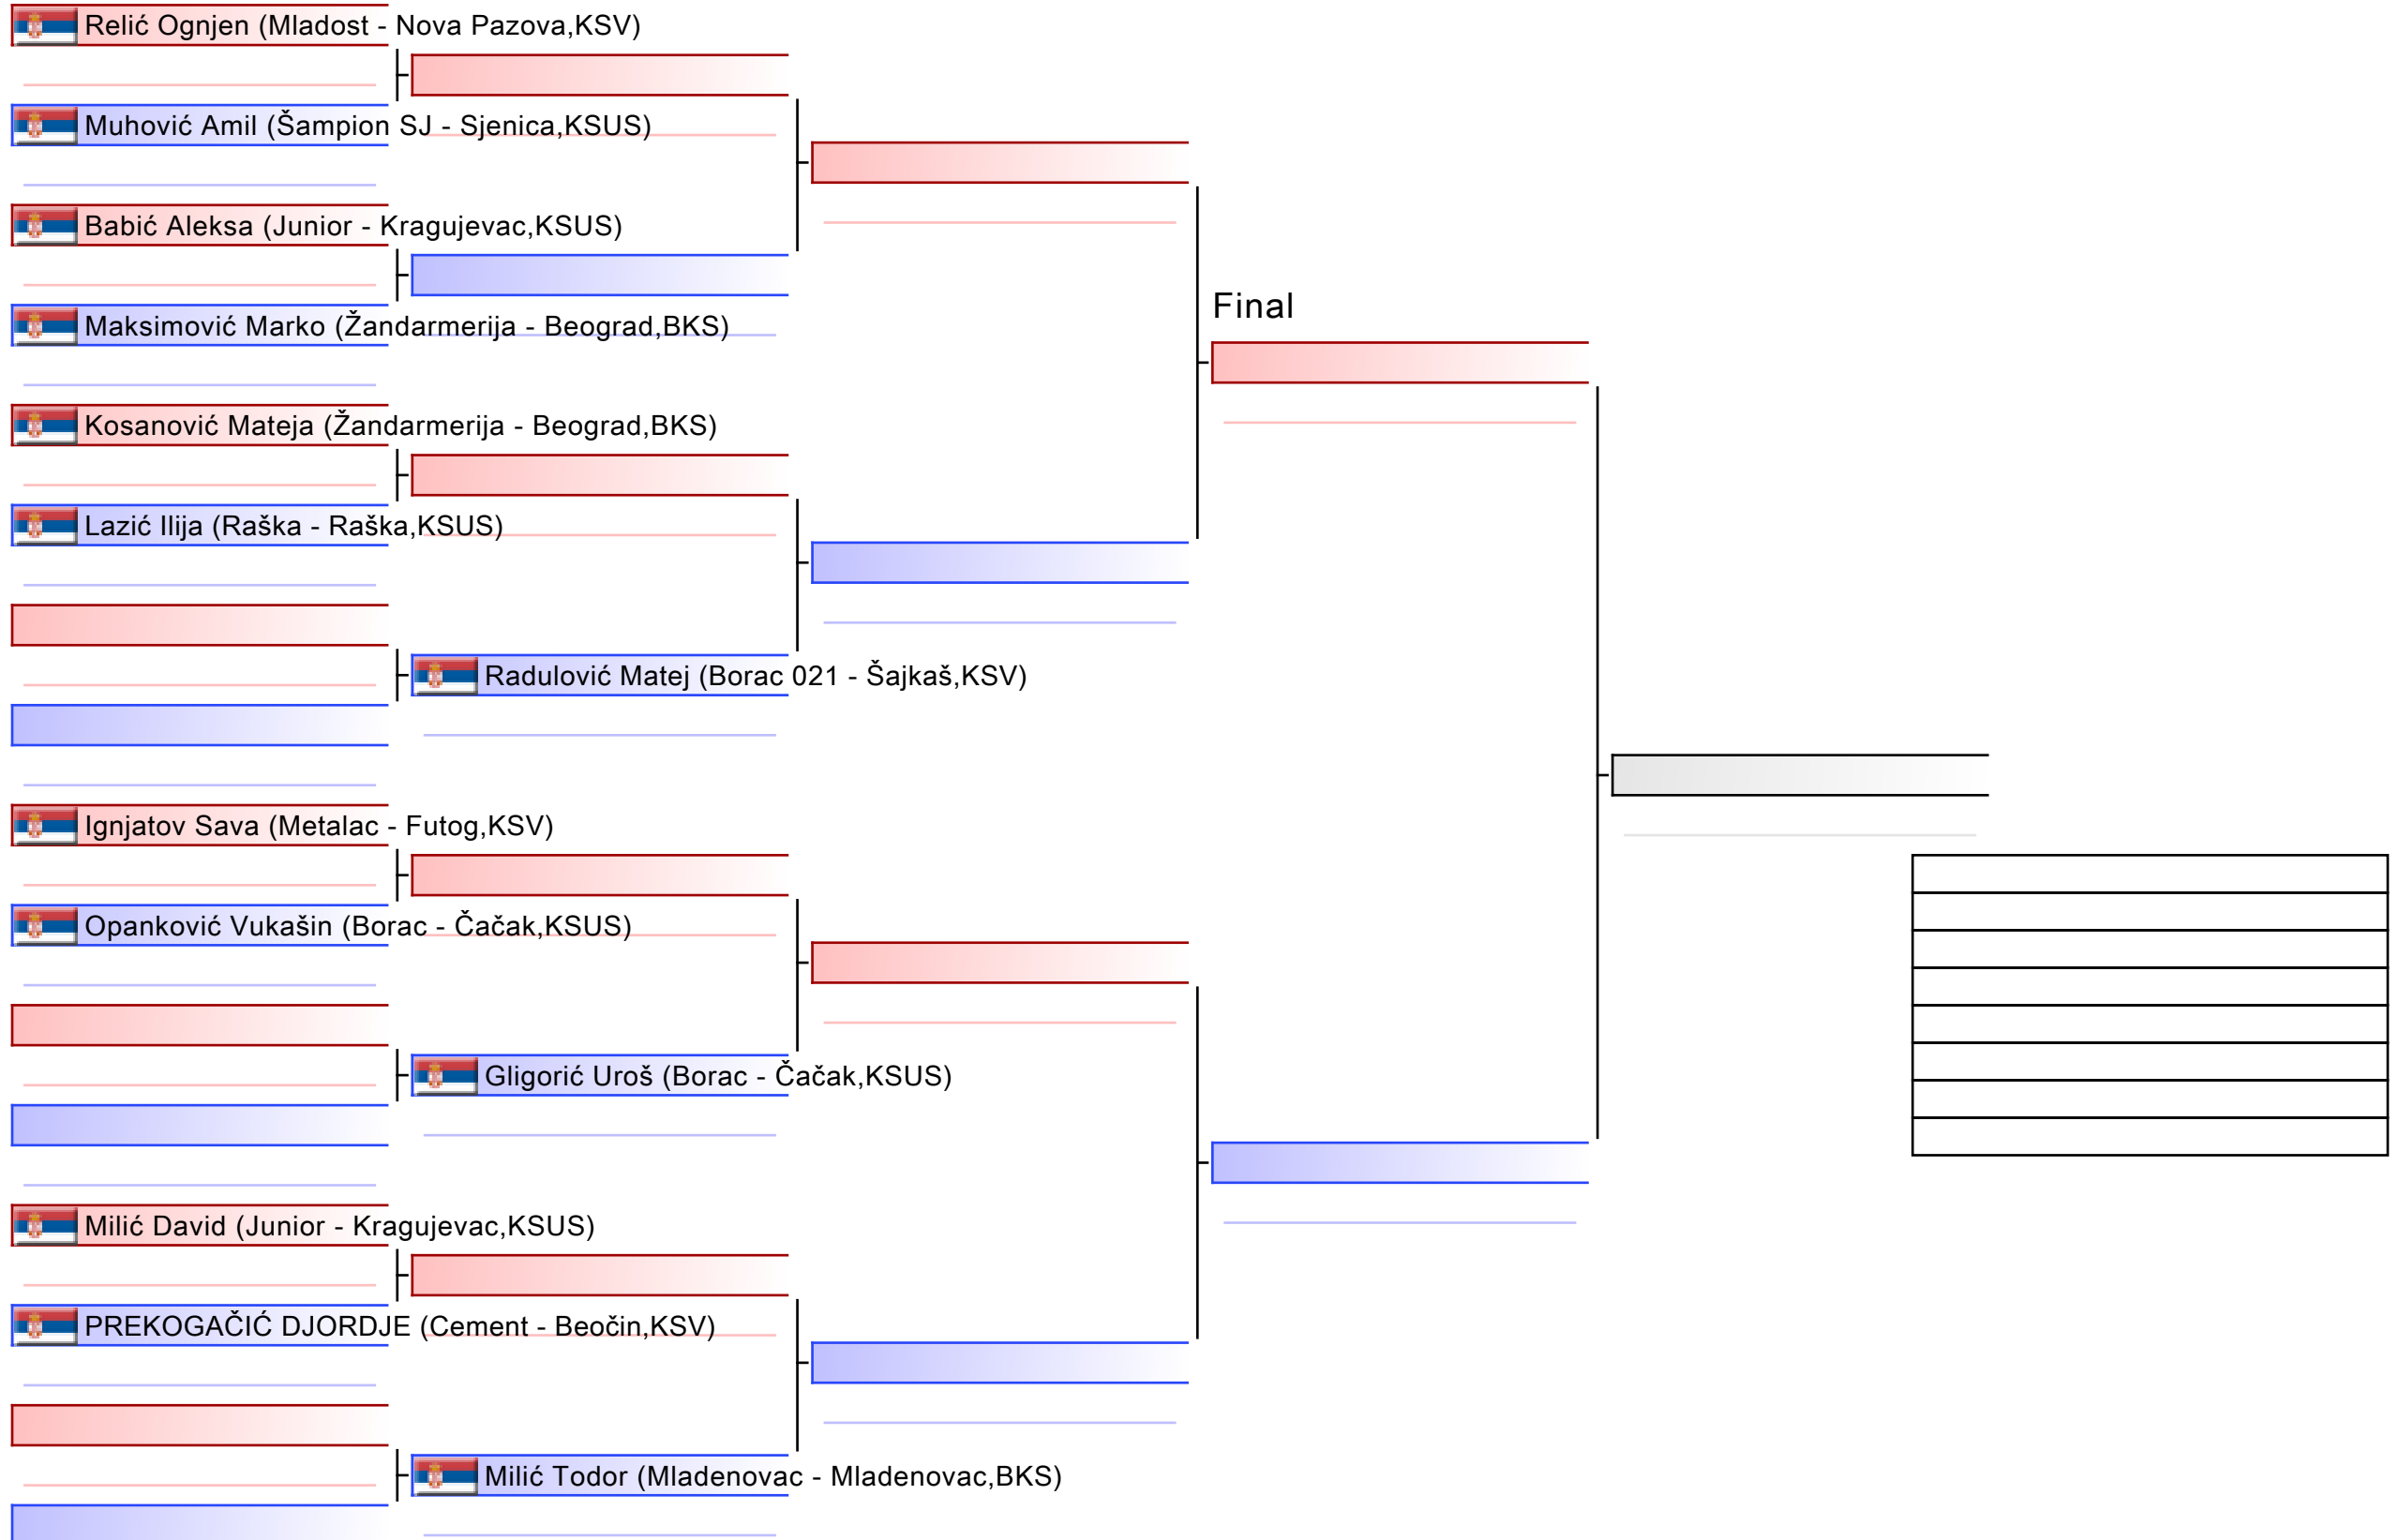 Relić Ognjen (Mladost - Nova Pazova,KSV)
Muhović Amil (Šampion SJ - Sjenica,KSUS)
Babić Aleksa (Junior - Kragujevac,KSUS)
Maksimović Marko (Žandarmerija - Beograd,BKS)
Kosanović Mateja (Žandarmerija - Beograd,BKS)
Lazić Ilija (Raška - Raška,KSUS)
Radulović Matej (Borac 021 - Šajkaš,KSV)
Ignjatov Sava (Metalac - Futog,KSV)
Opanković Vukašin (Borac - Čačak,KSUS)
Gligorić Uroš (Borac - Čačak,KSUS)
Milić David (Junior - Kragujevac,KSUS)
PREKOGAČIĆ DJORDJE (Cement - Beočin,KSV)
Milić Todor (Mladenovac - Mladenovac,BKS)
Final